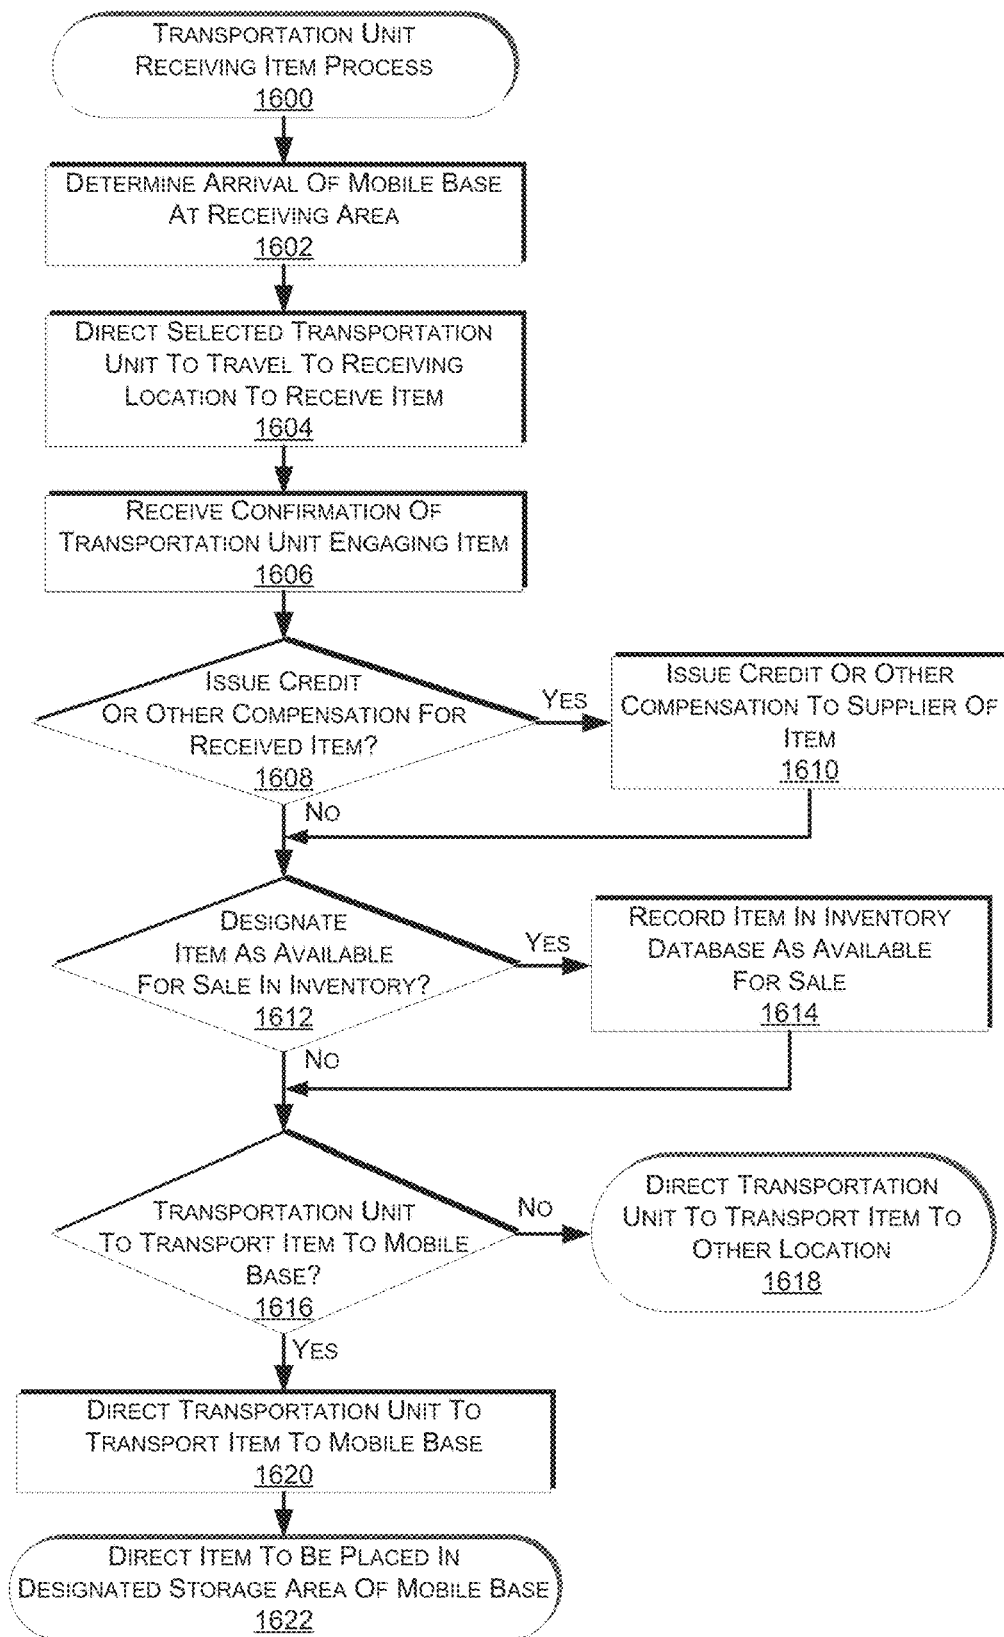 TRANSPORTATION UNIT
RECEIVING ITEM PROCESS
1600
DETERMINE ARRIVAL OF MOBILE BASE
AT RECEIVING AREA
1602
DIRECT SELECTED TRANSPORTATION
UNIT TO TRAVEL TO RECEIVING
LOCATION TO RECEIVE ITEM
1604
RECEIVE CONFIRMATION OF
TRANSPORTATION UNIT ENGAGING ITEM
1606
ISSUE CREDIT
OR OTHER COMPENSATION FOR
RECEIVED ITEM?
1608
YES
ISSUE CREDIT OR OTHER
COMPENSATION TO SUPPLIER OF
ITEM
1610
NO
DESIGNATE
ITEM AS AVAILABLE
FOR SALE IN INVENTORY?
1612
YES
RECORD ITEM IN INVENTORY
DATABASE AS AVAILABLE
FOR SALE
1614
NO
TRANSPORTATION UNIT
TO TRANSPORT ITEM TO MOBILE
BASE?
1616
NO
DIRECT TRANSPORTATION
UNIT TO TRANSPORT ITEM TO
OTHER LOCATION
1618
YES
DIRECT TRANSPORTATION UNIT TO
TRANSPORT ITEM TO MOBILE BASE
1620
DIRECT ITEM TO BE PLACED IN
DESIGNATED STORAGE AREA OF MOBILE BASE
1622